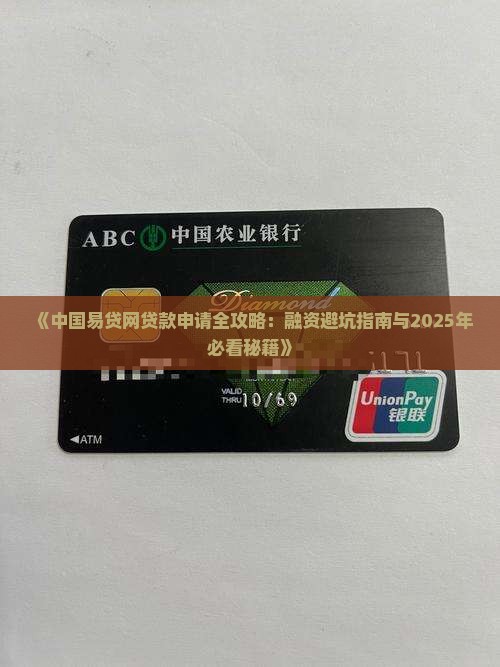 ABC 中国农业银行
Diamond
《中国易贷网贷款申请全攻略：融资避坑指南与2025年
必看秘籍》
VALID
THRU 10/69
UnionPay
银联
◀ATM